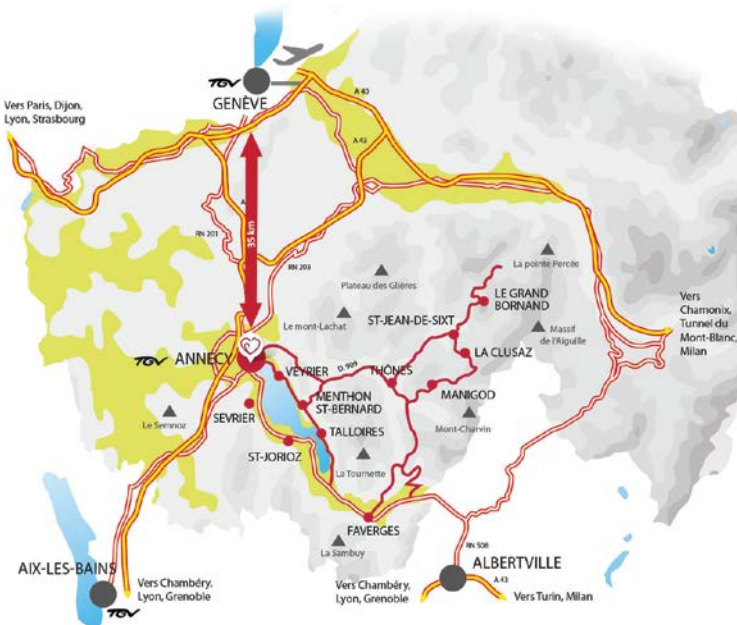 TGV
GENÈVE
Vers Paris, Dijon,
Lyon, Strasbourg
A 40
A 43
A
35 km
RN 201
RN 203
La pointe Percée
Plateau des Glières
LE GRAND
BORNAND
ST-JEAN-DE-SIXT
Le mont-Lachat
Massif
de l'Aiguille
Vers
Chamonix,
Tunnel du
Mont-Blanc,
Milan
TGV
ANNECY
VEYRIER
D 909
THÔNES
LA CLUSAZ
MENTHON
ST-BERNARD
MANIGOD
Le Semnoz
SEVRIER
TALLOIRES
Mont-Charvin
ST-JORIOZ
La Tournette
FAVERGES
La Sambuy
RN 508
AIX-LES-BAINS
ALBERTVILLE
A 43
Vers Chambéry,
Lyon, Grenoble
Vers Chambéry,
Lyon, Grenoble
Vers Turin, Milan
TGV